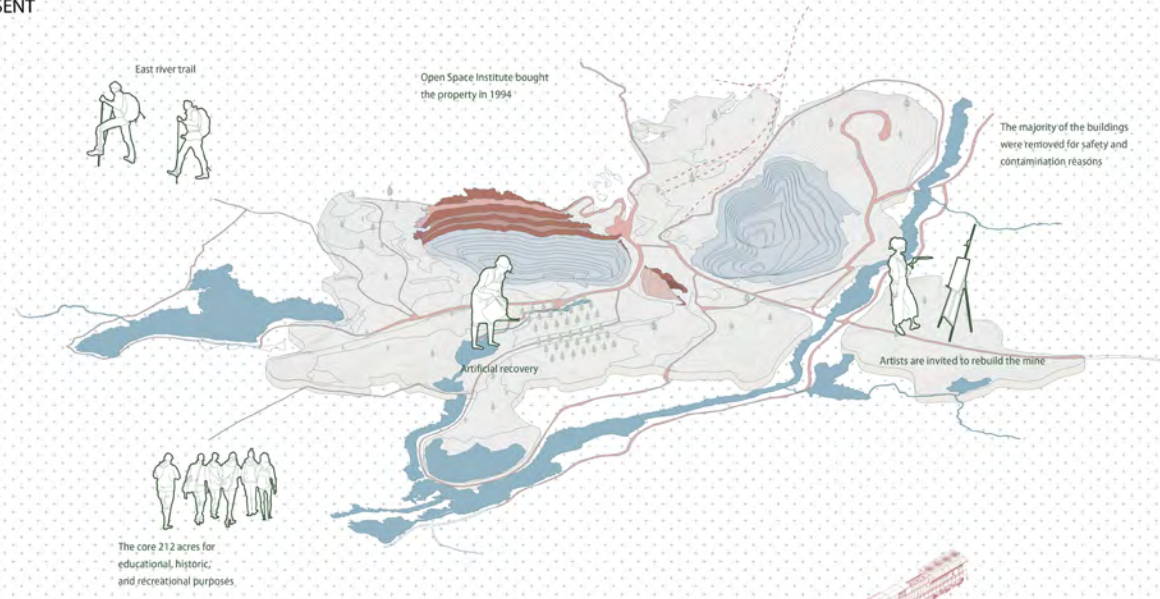 SENT
East river trail
Open Space Institute bought
the property in 1994
The majority of the buildings
were removed for safety and
contamination reasons
Artificial recovery
Artists are invited to rebuild the mine
The core 212 acres for
educational, historic,
and recreational purposes